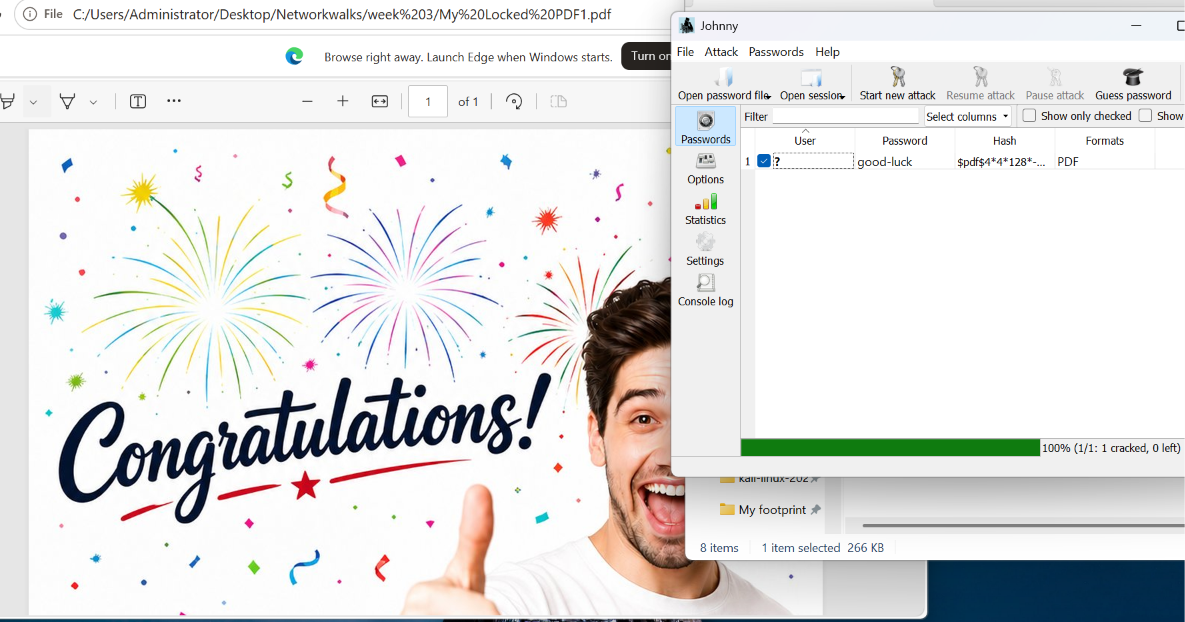 File C:/Users/Administrator/Desktop/Networkwalks/week%203/My%20Locked%20PDF1.pdf
Browse right away. Launch Edge when Windows starts. Turn on
1 of 1
Congratulations!
Johnny
File Attack Passwords Help
Open password file Open session Start new attack Resume attack Pause attack Guess password
Passwords
Options
Statistics
Settings
Console log
Filter Select columns Show only checked Show
User Password Hash Formats
1 ? good-luck $pdf$4*4*128*-... PDF
100% (1/1: 1 cracked, 0 left)
kali-linux-202
My footprint
8 items 1 item selected 266 KB